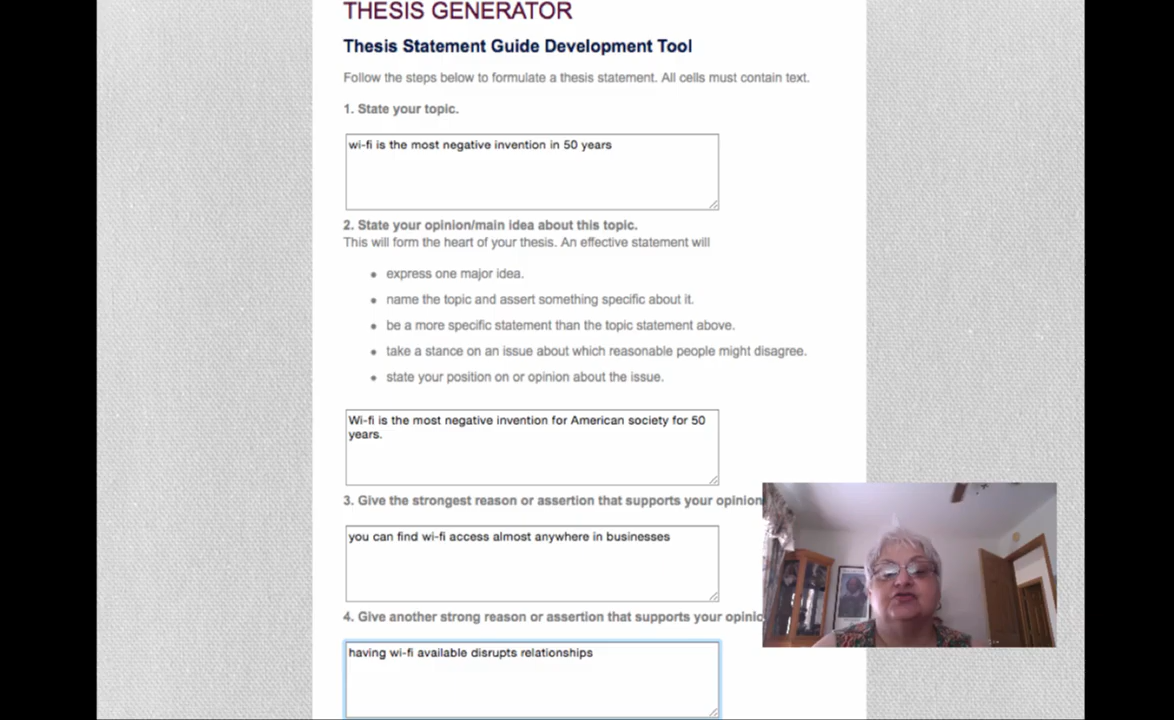 THESIS GENERATOR
Thesis Statement Guide Development Tool
Follow the steps below to formulate a thesis statement. All cells must contain text.
1. State your topic.
wi-fi is the most negative invention in 50 years
2. State your opinion/main idea about this topic.
This will form the heart of your thesis. An effective statement will
• express one major idea.
• name the topic and assert something specific about it.
• be a more specific statement than the topic statement above.
• take a stance on an issue about which reasonable people might disagree.
• state your position on or opinion about the issue.
Wi-fi is the most negative invention for American society for 50
years.
3. Give the strongest reason or assertion that supports your opinion
you can find wi-fi access almost anywhere in businesses
4. Give another strong reason or assertion that supports your
having wi-fi available disrupts relationships